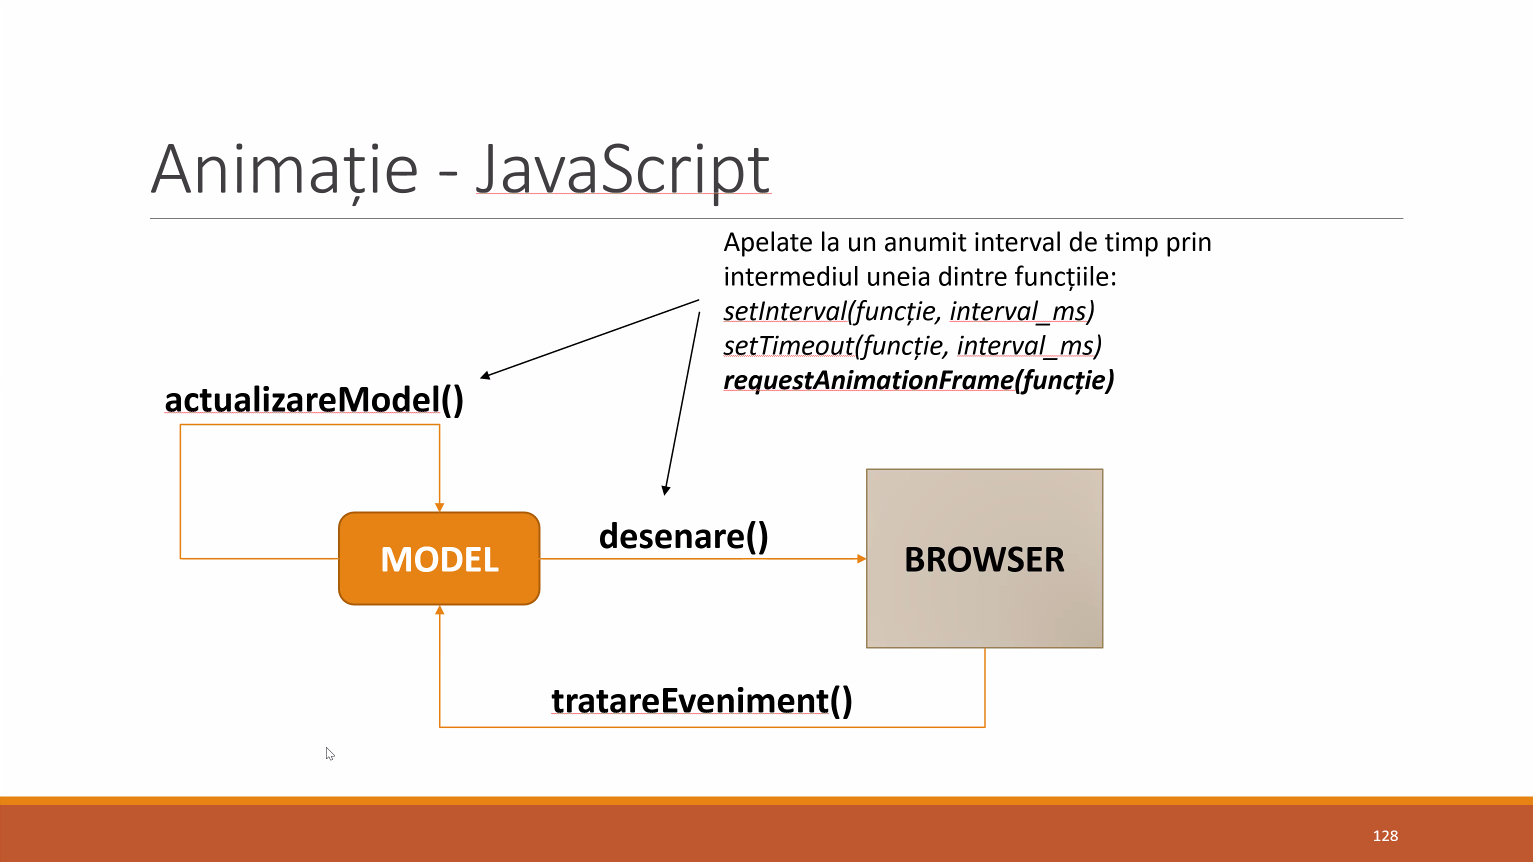 Animație - JavaScript
Apelate la un anumit interval de timp prin
intermediul uneia dintre funcțiile:
setInterval(funcție, interval_ms)
setTimeout(funcție, interval_ms)
requestAnimationFrame(funcție)
actualizareModel()
desenare()
MODEL
BROWSER
tratareEveniment()
128